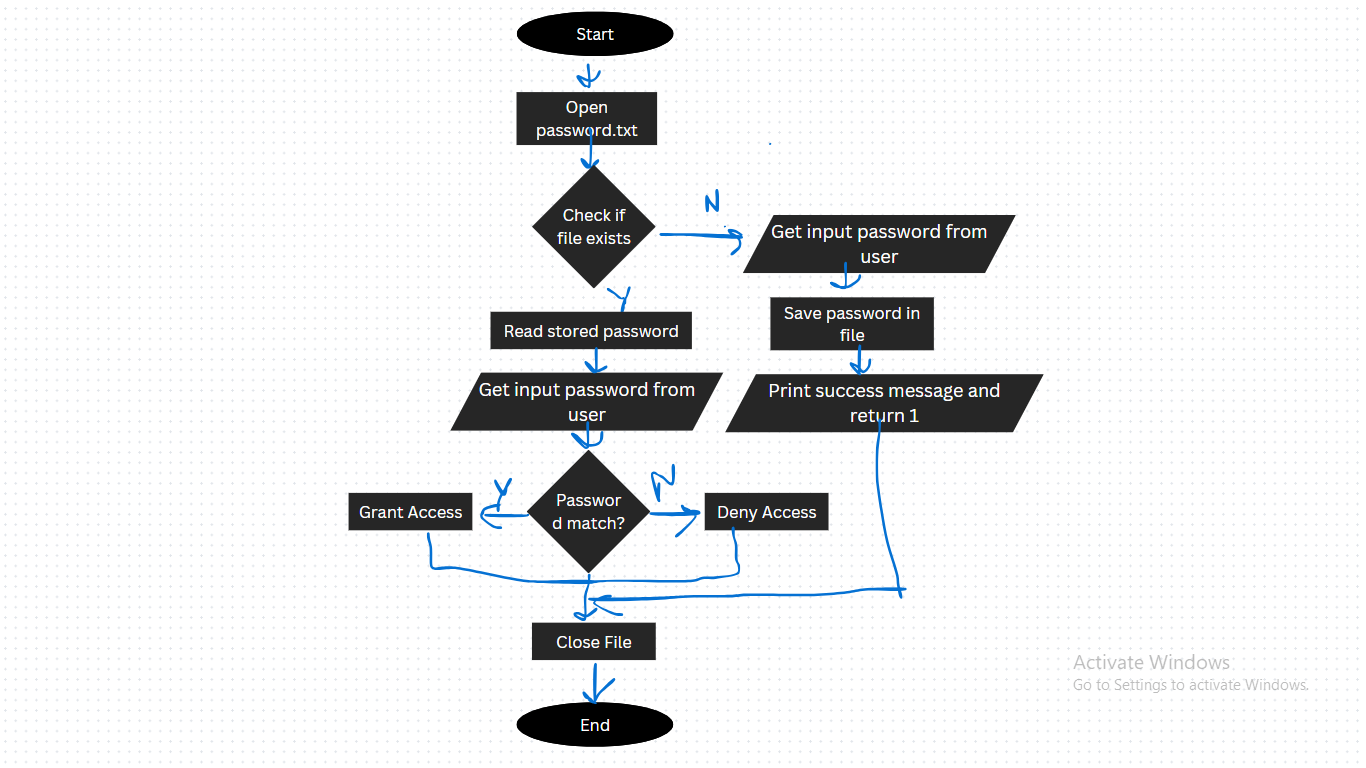 Start
Open
password.txt
Check if
file exists
N
Get input password from
user
Y
Save password in
file
Read stored password
Get input password from
user
Print success message and
return 1
Y
N
Passwor
d match?
Grant Access
Deny Access
Close File
End
Activate Windows
Go to Settings to activate Windows.